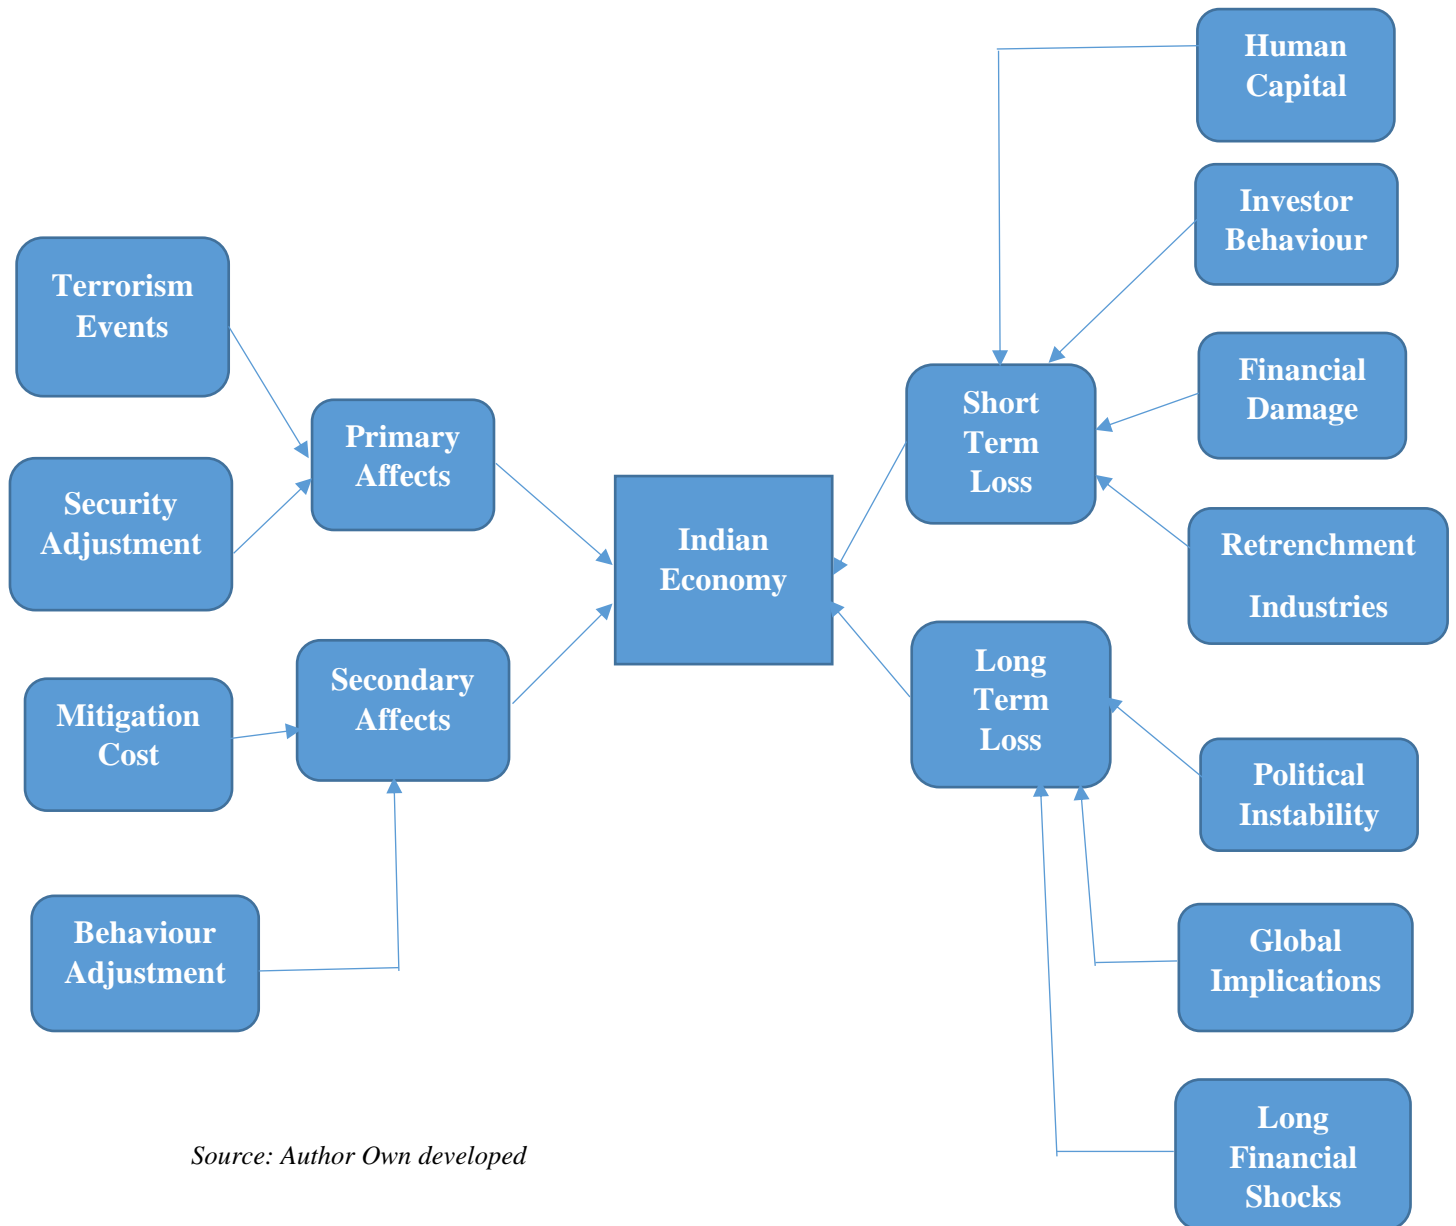 Human
Capital
Investor
Behaviour
Terrorism
Events
Financial
Damage
Primary
Affects
Short
Term
Loss
Security
Adjustment
Indian
Economy
Retrenchment
Industries
Secondary
Affects
Long
Term
Loss
Mitigation
Cost
Political
Instability
Behaviour
Adjustment
Global
Implications
Long
Financial
Shocks
Source: Author Own developed